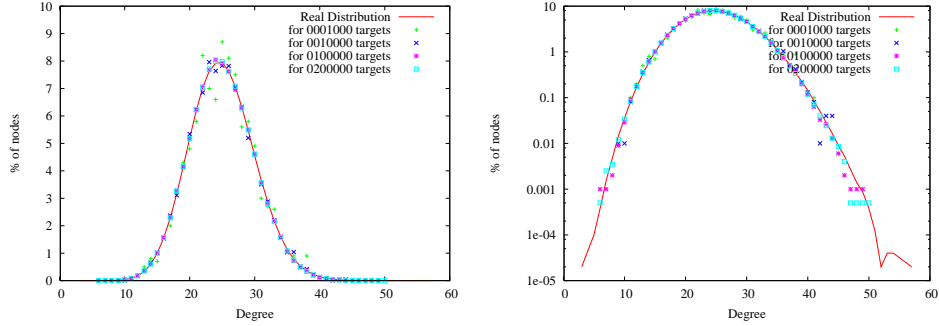 Real Distribution
for 0001000 targets
for 0010000 targets
for 0100000 targets
for 0200000 targets
% of nodes
10
9
8
7
6
5
4
3
2
1
0
0 10 20 30 40 50 60
Degree
Real Distribution
for 0001000 targets
for 0010000 targets
for 0100000 targets
for 0200000 targets
% of nodes
10
1
0.1
0.01
0.001
1e-04
1e-05
0 10 20 30 40 50 60
Degree